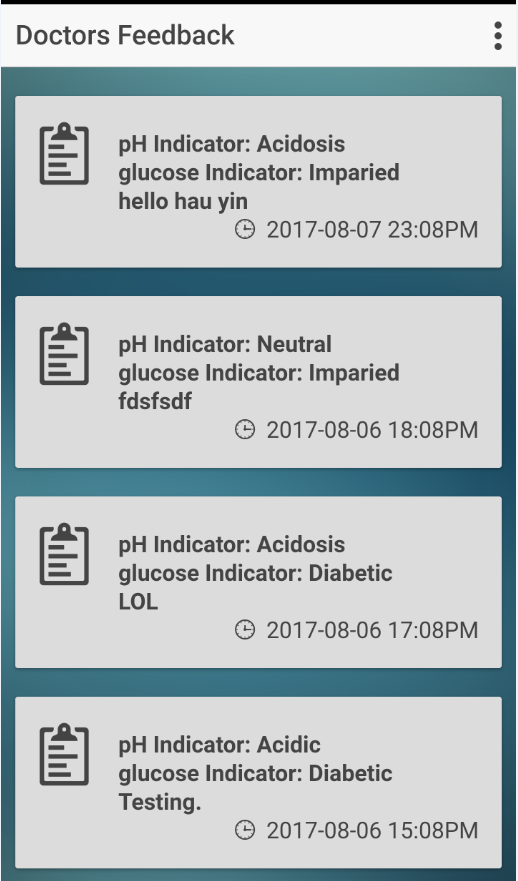 Doctors Feedback
pH Indicator: Acidosis
glucose Indicator: Imparied
hello hau yin
2017-08-07 23:08PM
pH Indicator: Neutral
glucose Indicator: Imparied
fdsfsdf
2017-08-06 18:08PM
pH Indicator: Acidosis
glucose Indicator: Diabetic
LOL
2017-08-06 17:08PM
pH Indicator: Acidic
glucose Indicator: Diabetic
Testing.
2017-08-06 15:08PM